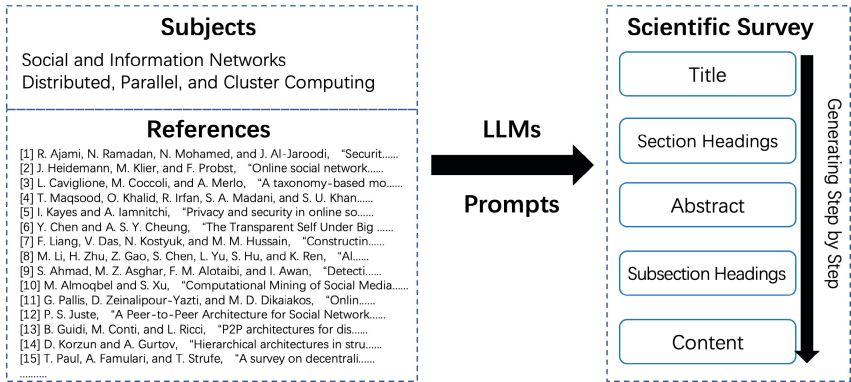 Subjects
Social and Information Networks
Distributed, Parallel, and Cluster Computing
References
[1] R. Ajami, N. Ramadan, N. Mohamed, and J. Al-Jaroodi, “Securit......
[2] J. Heidemann, M. Klier, and F. Probst, “Online social network......
[3] L. Caviglione, M. Coccoli, and A. Merlo, “A taxonomy-based mo......
[4] T. Maqsood, O. Khalid, R. Irfan, S. A. Madani, and S. U. Khan......
[5] I. Kayes and A. Iamnitchi, “Privacy and security in online so......
[6] Y. Chen and A. S. Y. Cheung, “The Transparent Self Under Big ......
[7] F. Liang, V. Das, N. Kostyuk, and M. M. Hussain, “Constructin......
[8] M. Li, H. Zhu, Z. Gao, S. Chen, L. Yu, S. Hu, and K. Ren, “AI......
[9] S. Ahmad, M. Z. Asghar, F. M. Alotaibi, and I. Awan, “Detecti......
[10] M. Almoqbel and S. Xu, “Computational Mining of Social Media......
[11] G. Pallis, D. Zeinalipour-Yazti, and M. D. Dikaiakos, “Onlin......
[12] P. S. Juste, “A Peer-to-Peer Architecture for Social Network......
[13] B. Guidi, M. Conti, and L. Ricci, “P2P architectures for dis......
[14] D. Korzun and A. Gurtov, “Hierarchical architectures in stru......
[15] T. Paul, A. Famulari, and T. Strufe, “A survey on decentrali......
..........
LLMs
Prompts
Scientific Survey
Title
Section Headings
Abstract
Subsection Headings
Content
Generating Step by Step